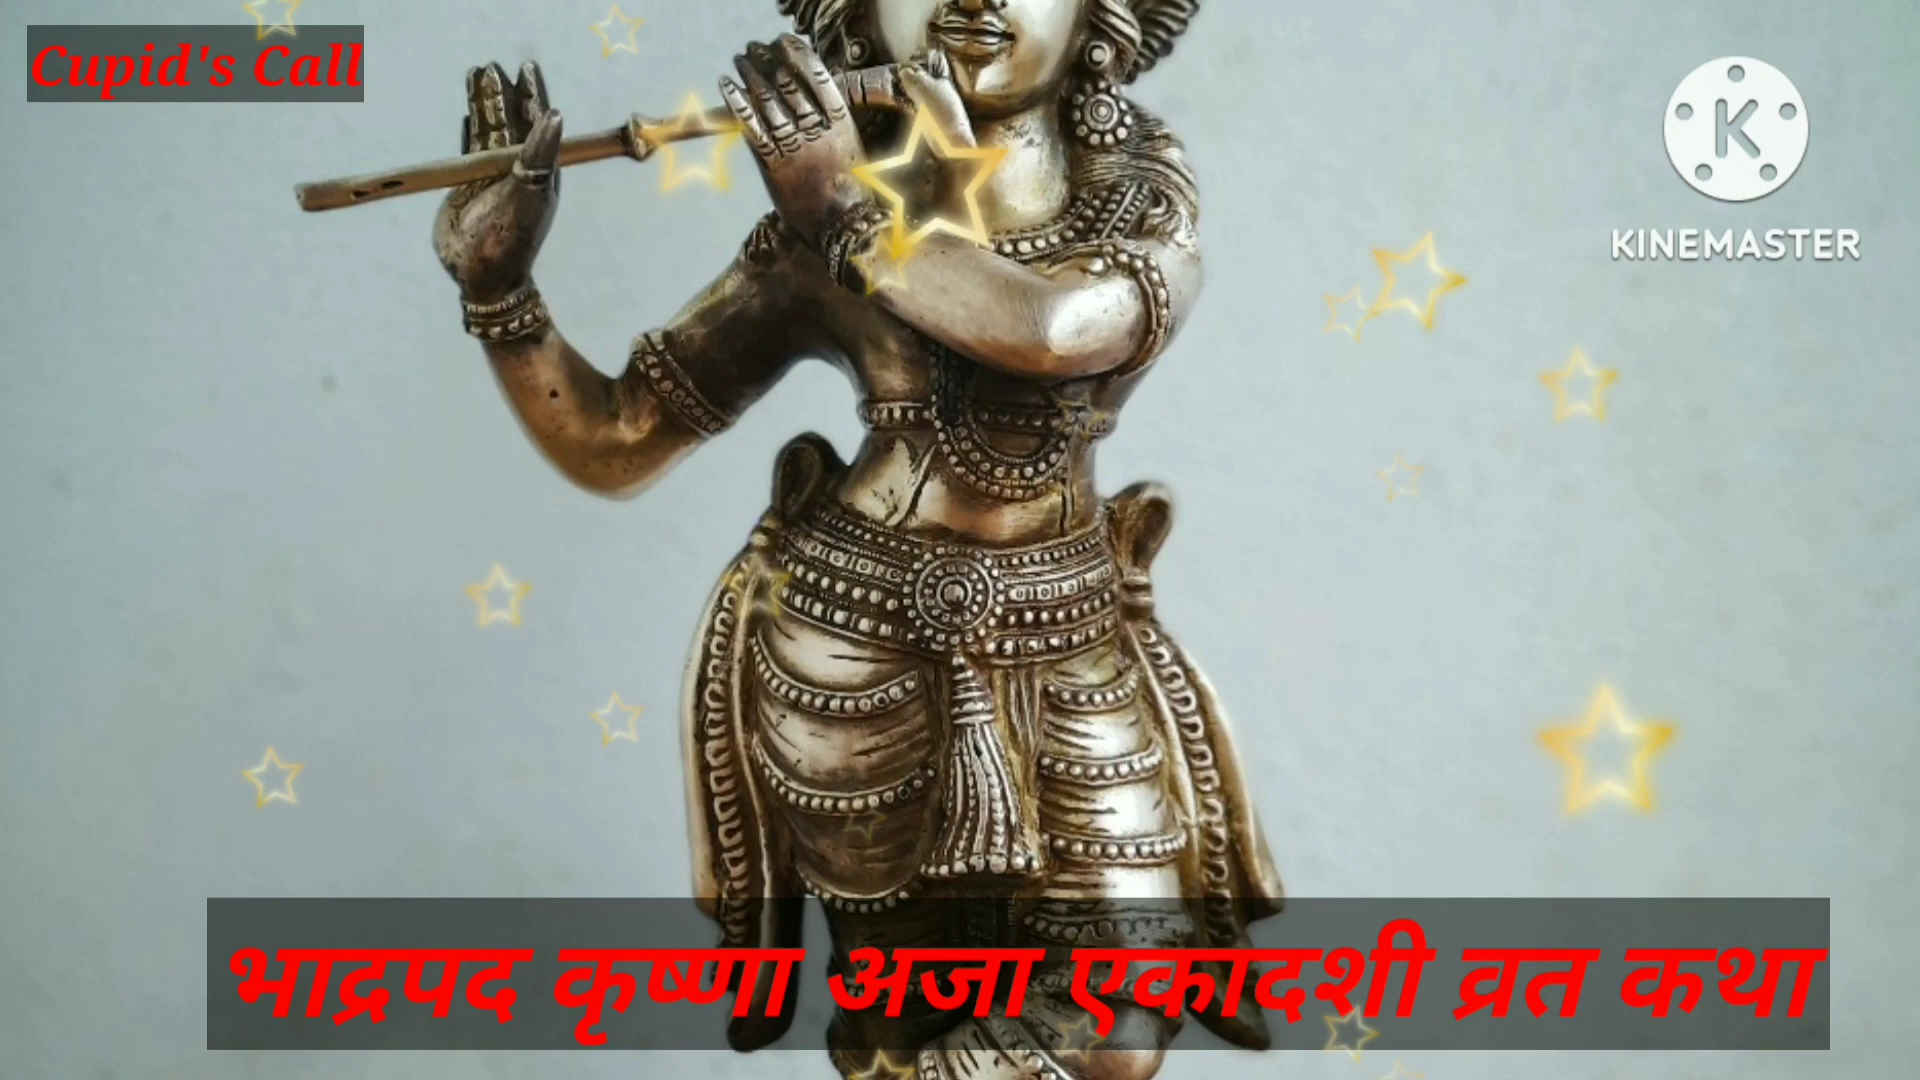 Cupid's Call
K
KINEMASTER
भाद्रपद कृष्णा अजा एकादशी व्रत कथा